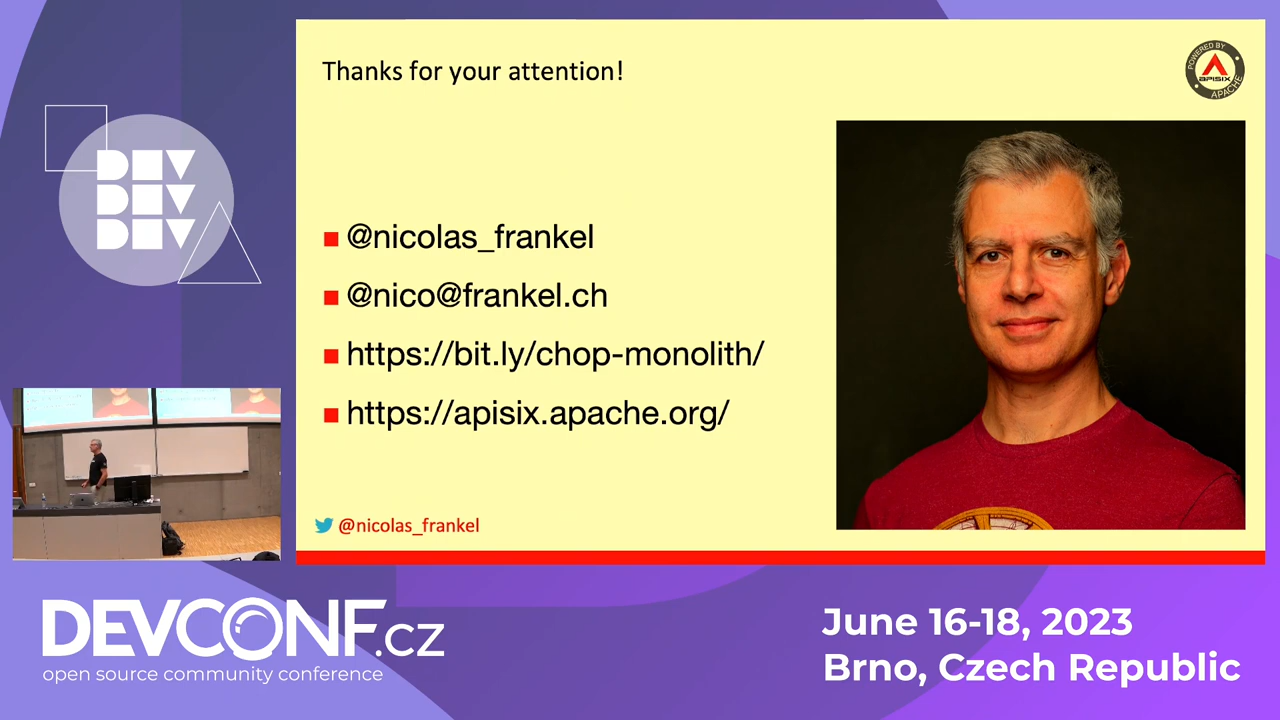 Thanks for your attention!
POWERED BY
APISIX
APACHE
DEV
DEV
DEV
@nicolas_frankel
@nico@frankel.ch
https://bit.ly/chop-monolith/
https://apisix.apache.org/
@nicolas_frankel
DEVCONF.cz
open source community conference
June 16-18, 2023
Brno, Czech Republic